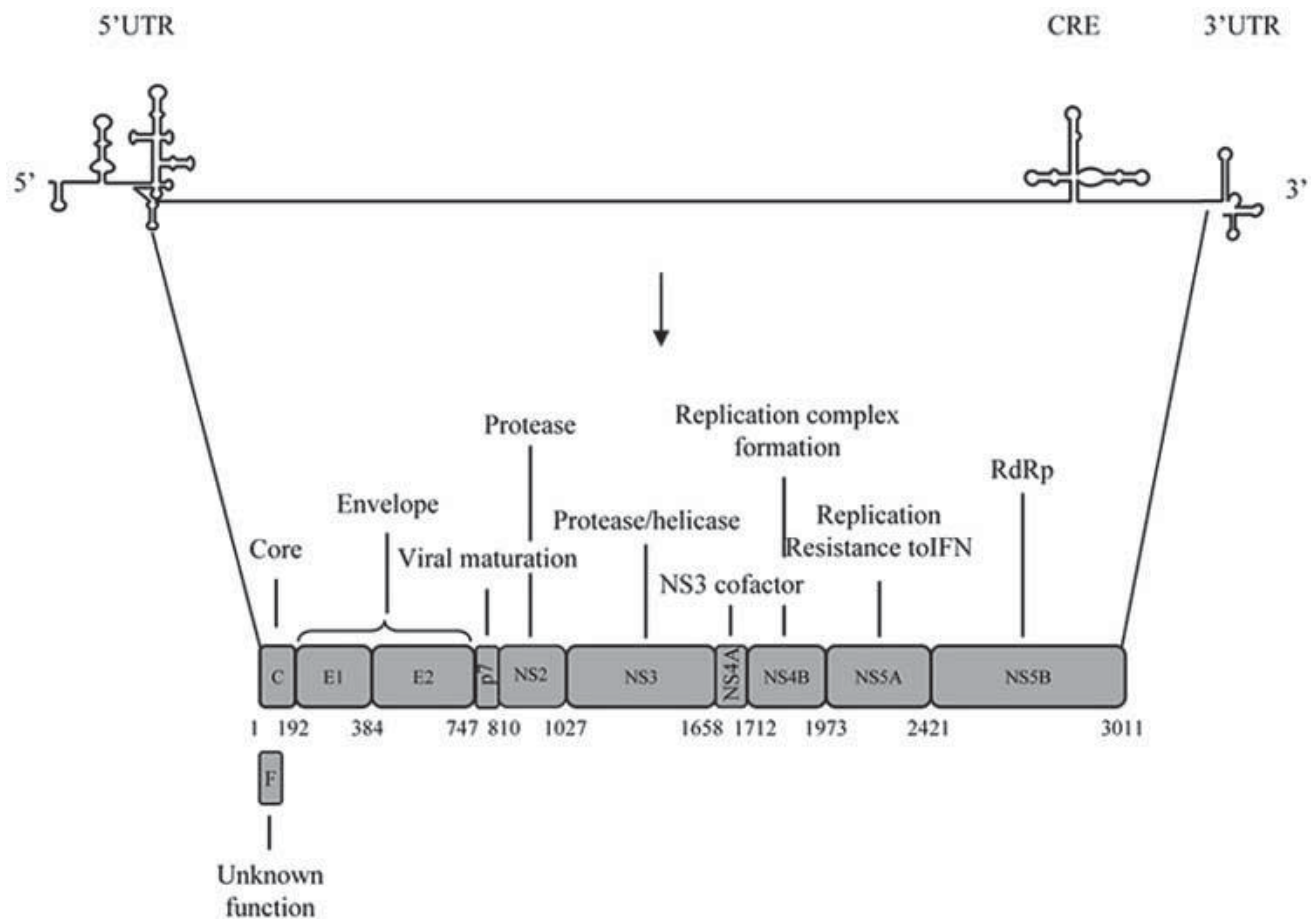 5’UTR
CRE
3’UTR
5’
3’
Replication complex
formation
Protease
RdRp
Envelope
Protease/helicase
Replication
Resistance toIFN
Core
Viral maturation
NS3 cofactor
C
E1
E2
p7
NS2
NS3
NS4A
NS4B
NS5A
NS5B
1
192
384
747
810
1027
1658
1712
1973
2421
3011
F
Unknown
function